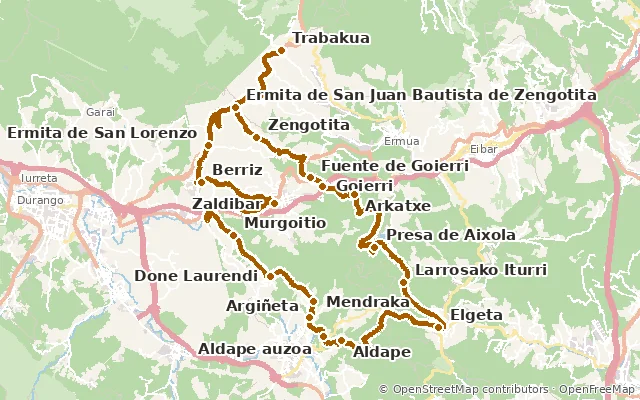 Trabakua
Ermita de San Juan Bautista de Zengotita
Garai
Zengotita
Ermita de San Lorenzo
Ermua
Eibar
Fuente de Goierri
Berriz
Iurreta
Goierri
Durango
Zaldibar
Arkatxe
Murgoitio
Presa de Aixola
Done Laurendi
Larrosako Iturri
Argiñeta
Mendraka
Elgeta
Aldape auzoa
Aldape
© OpenStreetMap contributors - OpenFreeMap